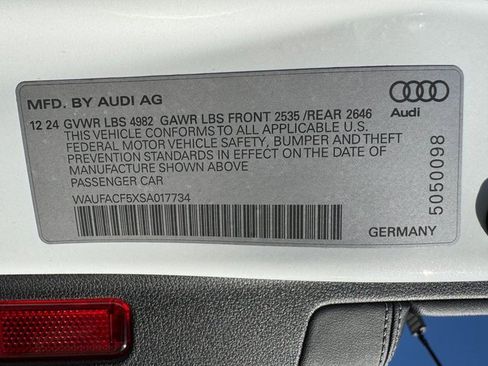 MFD. BY AUDI AG
12 24 GVWR LBS 4982 GAWR LBS FRONT 2535 /REAR 2646
THIS VEHICLE CONFORMS TO ALL APPLICABLE U.S.
FEDERAL MOTOR VEHICLE SAFETY, BUMPER AND THEFT
PREVENTION STANDARDS IN EFFECT ON THE DATE OF
MANUFACTURE SHOWN ABOVE
PASSENGER CAR
WAUFACF5XSA017734
Audi
5050098
GERMANY